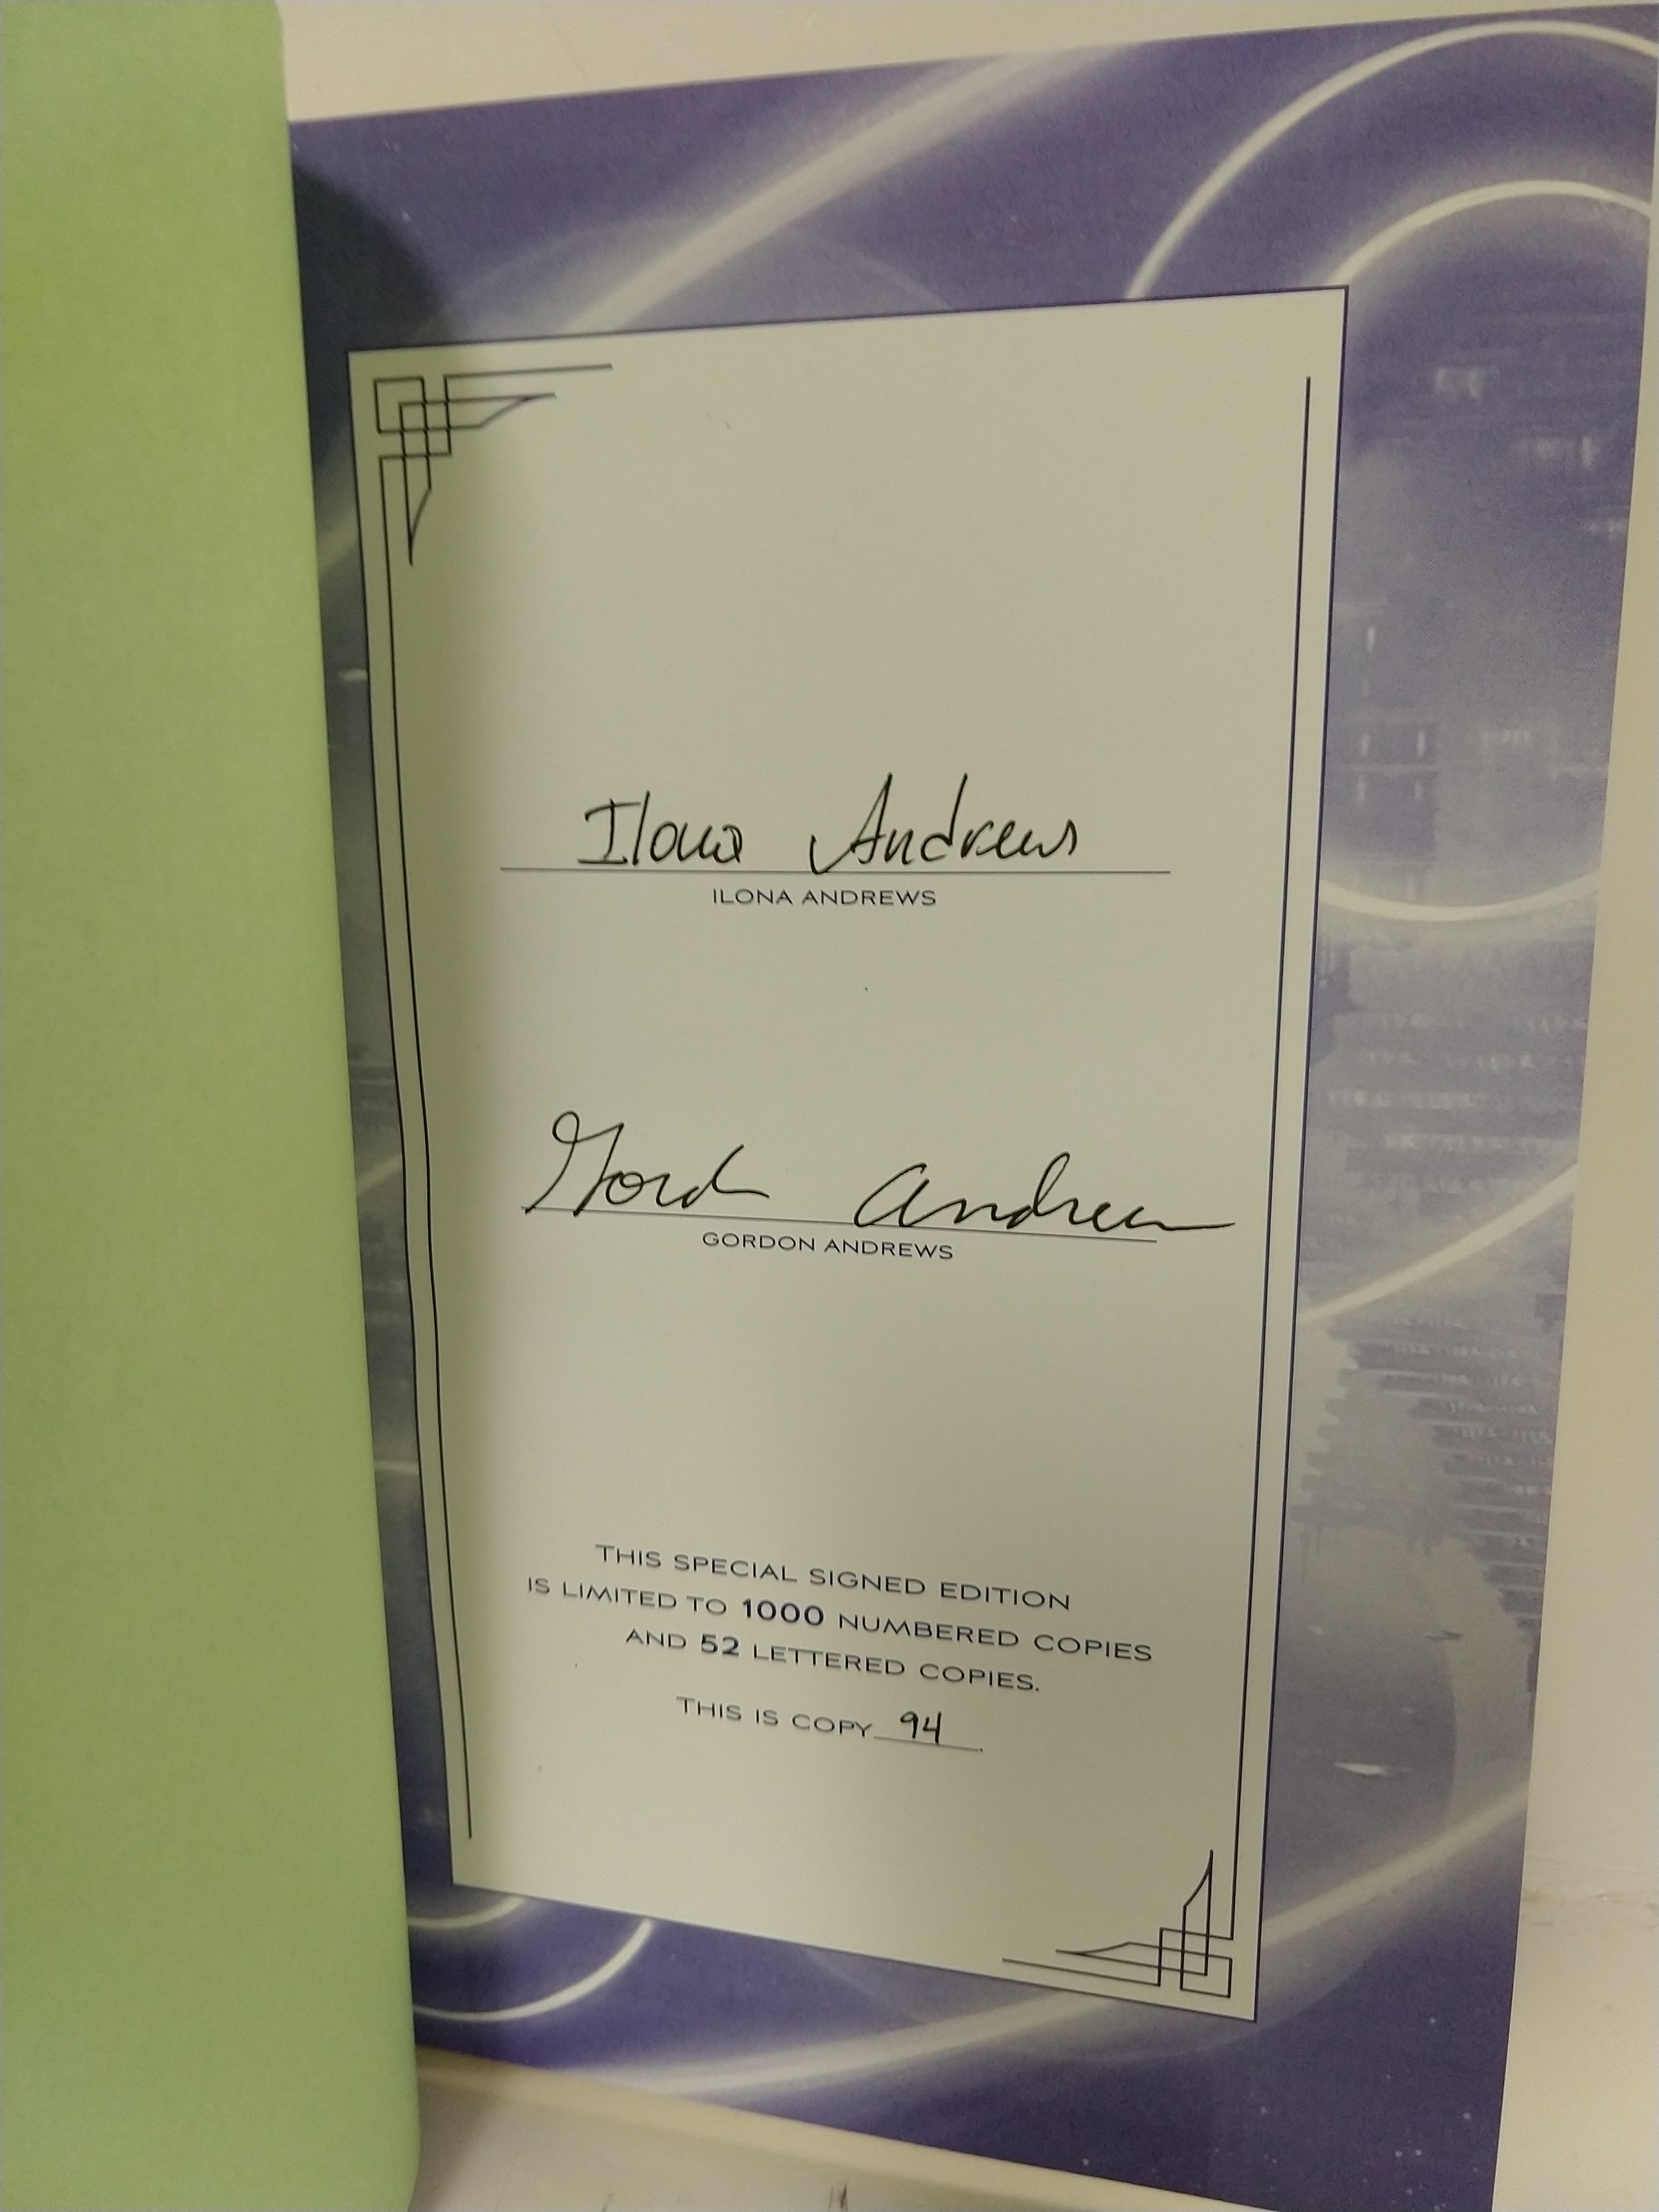 Ilona Andrews
ILONA ANDREWS
Gordon Andrews
GORDON ANDREWS
THIS SPECIAL SIGNED EDITION
IS LIMITED TO 1000 NUMBERED COPIES
AND 52 LETTERED COPIES.
THIS IS COPY 94.